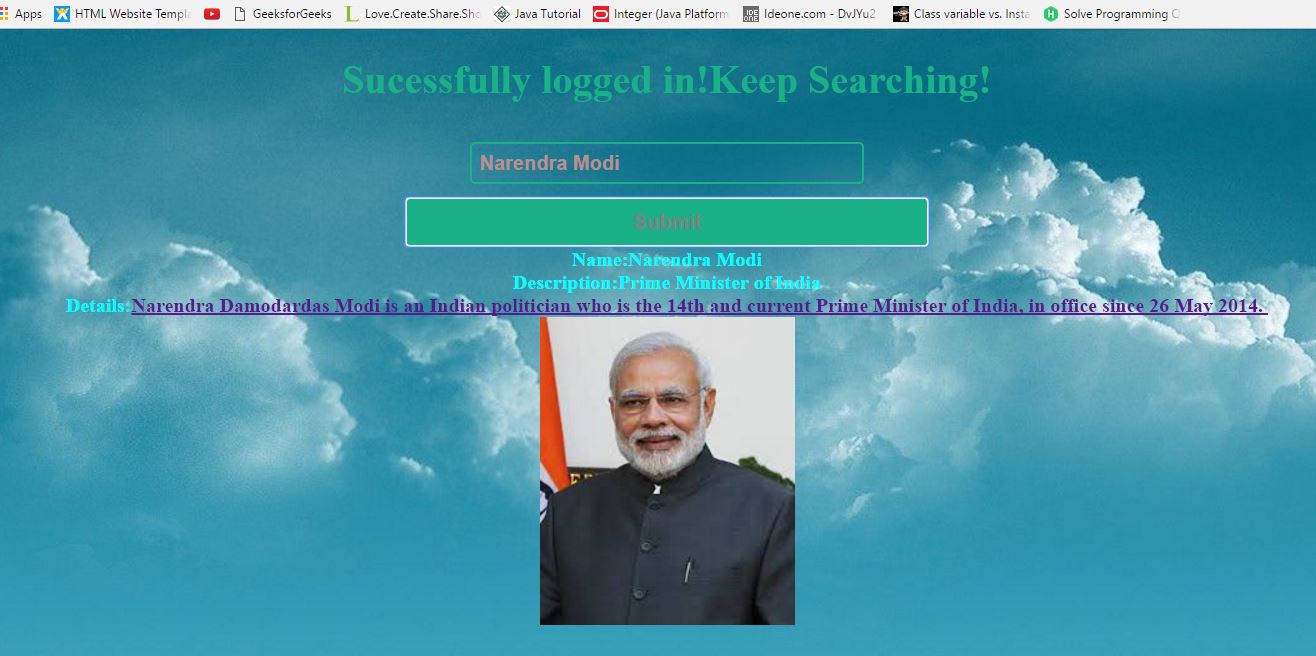 Apps HTML Website Templa GeeksforGeeks Love.Create.Share.Sho Java Tutorial Integer (Java Platform IDE ONE Ideone.com - DvJYu2 Class variable vs. Insta H Solve Programming Q
Sucessfully logged in!Keep Searching!
Narendra Modi
Submit
Name:Narendra Modi
Description:Prime Minister of India
Details:Narendra Damodardas Modi is an Indian politician who is the 14th and current Prime Minister of India, in office since 26 May 2014.